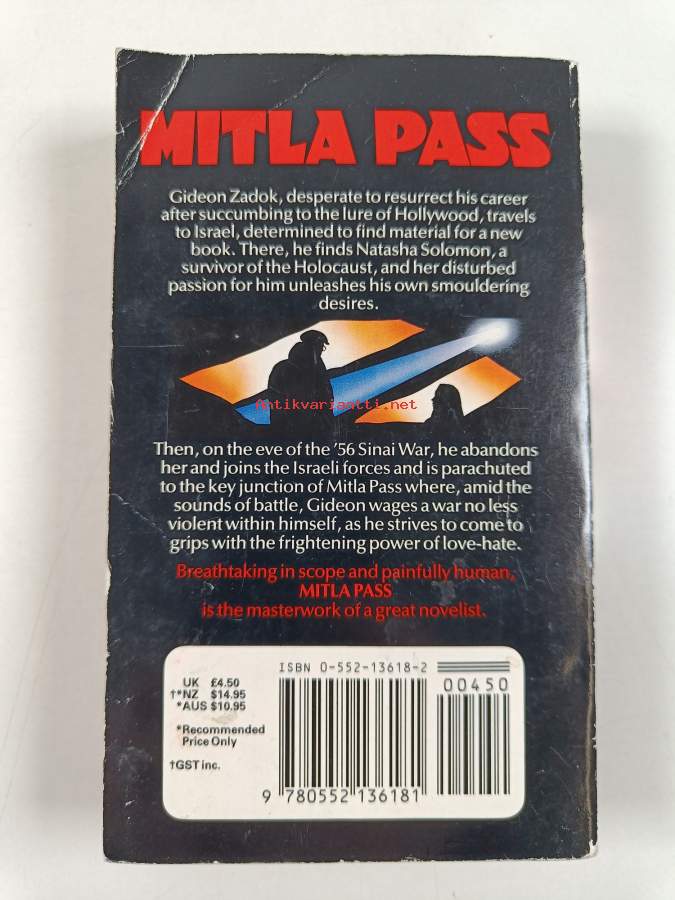 MITLA PASS
Gideon Zadok, desperate to resurrect his career
after succumbing to the lure of Hollywood, travels
to Israel, determined to find material for a new
book. There, he finds Natasha Solomon, a
survivor of the Holocaust, and her disturbed
passion for him unleashes his own smouldering
desires.
Antikvariantti.net
Then, on the eve of the '56 Sinai War, he abandons
her and joins the Israeli forces and is parachuted
to the key junction of Mitla Pass where, amid the
sounds of battle, Gideon wages a war no less
violent within himself, as he strives to come to
grips with the frightening power of love-hate.
Breathtaking in scope and painfully human,
MITLA PASS
is the masterwork of a great novelist.
ISBN 0-552-13618-2
UK £4.50
†*NZ $14.95
*AUS $10.95
*Recommended
Price Only
†GST inc.
00450
9 780552 136181